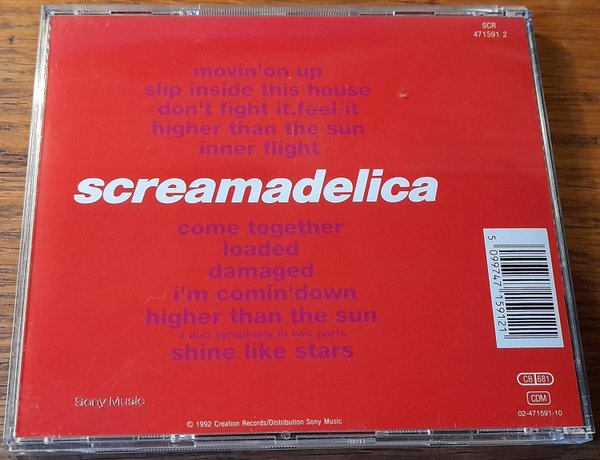 SCR
471591 2
movin'on up
slip inside this house
don't fight it,feel it
higher than the sun
inner flight
screamadelica
come together
loaded
damaged
i'm comin'down
higher than the sun
a dub symphony in two parts
shine like stars
5 099747 159121
CB 681
CDM
02-471591-10
Sony Music
© 1992 Creation Records/Distribution Sony Music